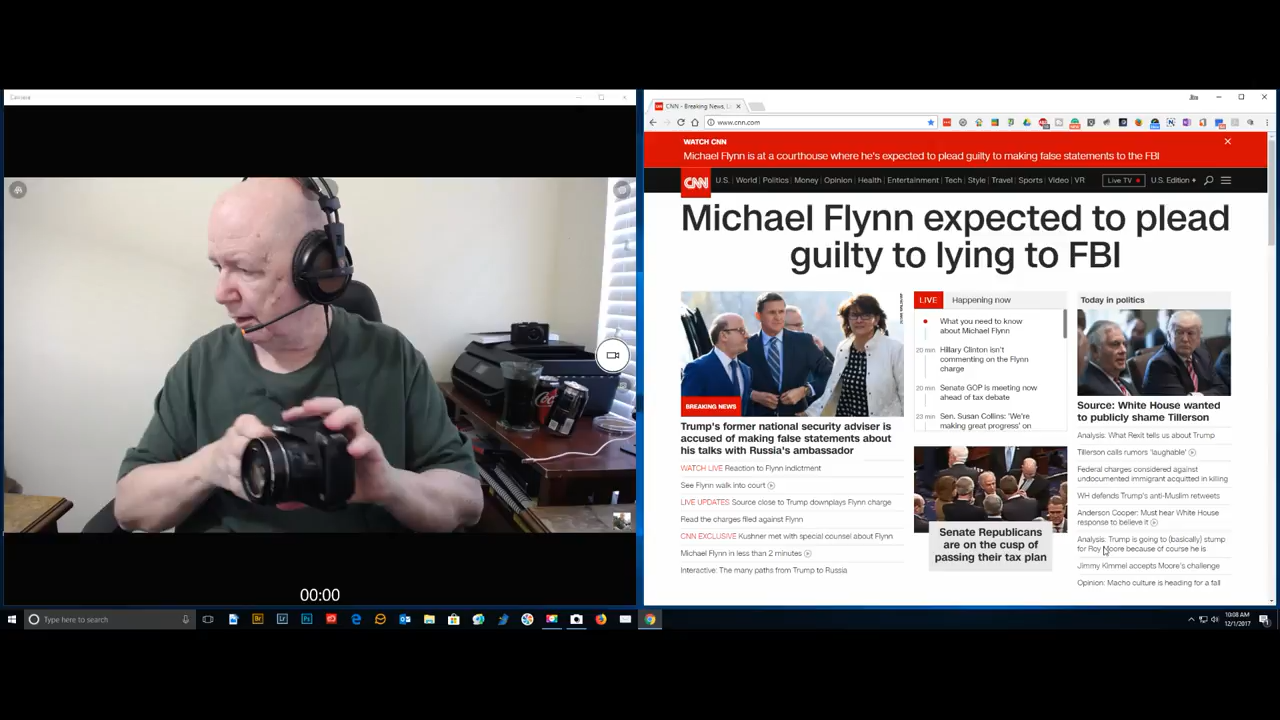 Camera
00:00
CNN - Breaking News, L
www.cnn.com
WATCH CNN
Michael Flynn is at a courthouse where he's expected to plead guilty to making false statements to the FBI
CNN
U.S. World Politics Money Opinion Health Entertainment Tech Style Travel Sports Video VR
Live TV
U.S. Edition +
Michael Flynn expected to plead
guilty to lying to FBI
BREAKING NEWS
Trump's former national security adviser is
accused of making false statements about
his talks with Russia's ambassador
WATCH LIVE Reaction to Flynn indictment
See Flynn walk into court
LIVE UPDATES Source close to Trump downplays Flynn charge
Read the charges filed against Flynn
CNN EXCLUSIVE Kushner met with special counsel about Flynn
Michael Flynn in less than 2 minutes
Interactive: The many paths from Trump to Russia
LIVE Happening now
What you need to know
about Michael Flynn
20 min Hillary Clinton isn't
commenting on the Flynn
charge
20 min Senate GOP is meeting now
ahead of tax debate
23 min Sen. Susan Collins: 'We're
making great progress' on
Senate Republicans
are on the cusp of
passing their tax plan
Today in politics
Source: White House wanted
to publicly shame Tillerson
Analysis: What Rexit tells us about Trump
Tillerson calls rumors 'laughable'
Federal charges considered against
undocumented immigrant acquitted in killing
WH defends Trump's anti-Muslim retweets
Anderson Cooper: Must hear White House
response to believe it
Analysis: Trump is going to (basically) stump
for Roy Moore because of course he is
Jimmy Kimmel accepts Moore's challenge
Opinion: Macho culture is heading for a fall
Type here to search
10:08 AM
12/1/2017